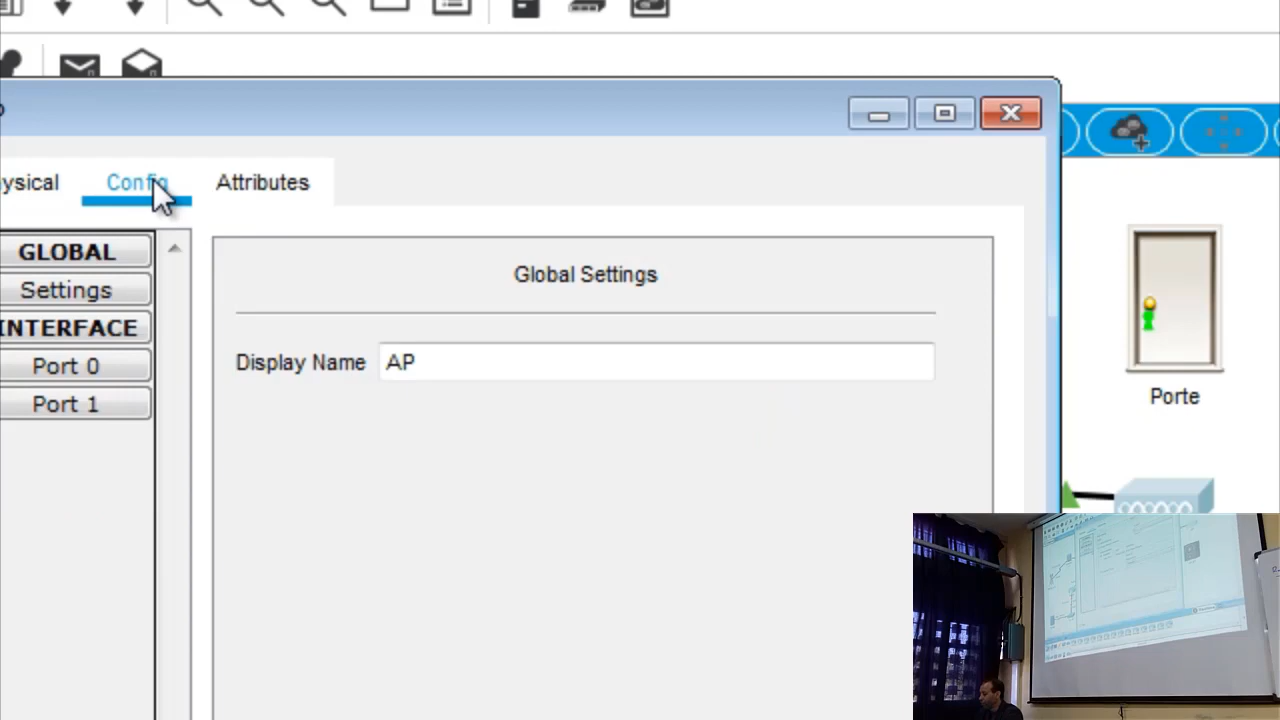 ysical Config Attributes
GLOBAL
Settings
INTERFACE
Port 0
Port 1
Global Settings
Display Name AP
Porte